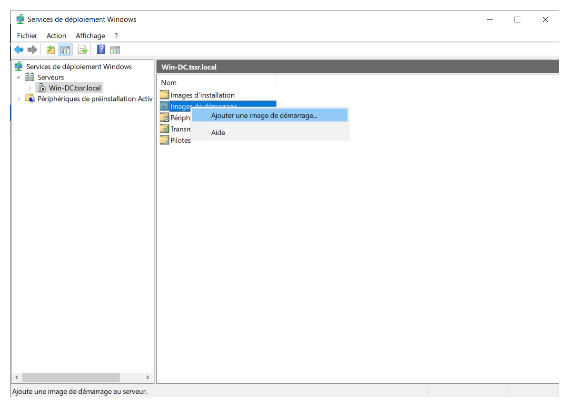 Services de déploiement Windows
Fichier Action Affichage ?
Services de déploiement Windows
Serveurs
Win-DC.tssr.local
Périphériques de préinstallation Activ
Win-DC.tssr.local
Nom
Images d'installation
Images de démarrage
Périph
Transm
Pilotes
Ajouter une image de démarrage...
Aide
Ajoute une image de démarrage au serveur.